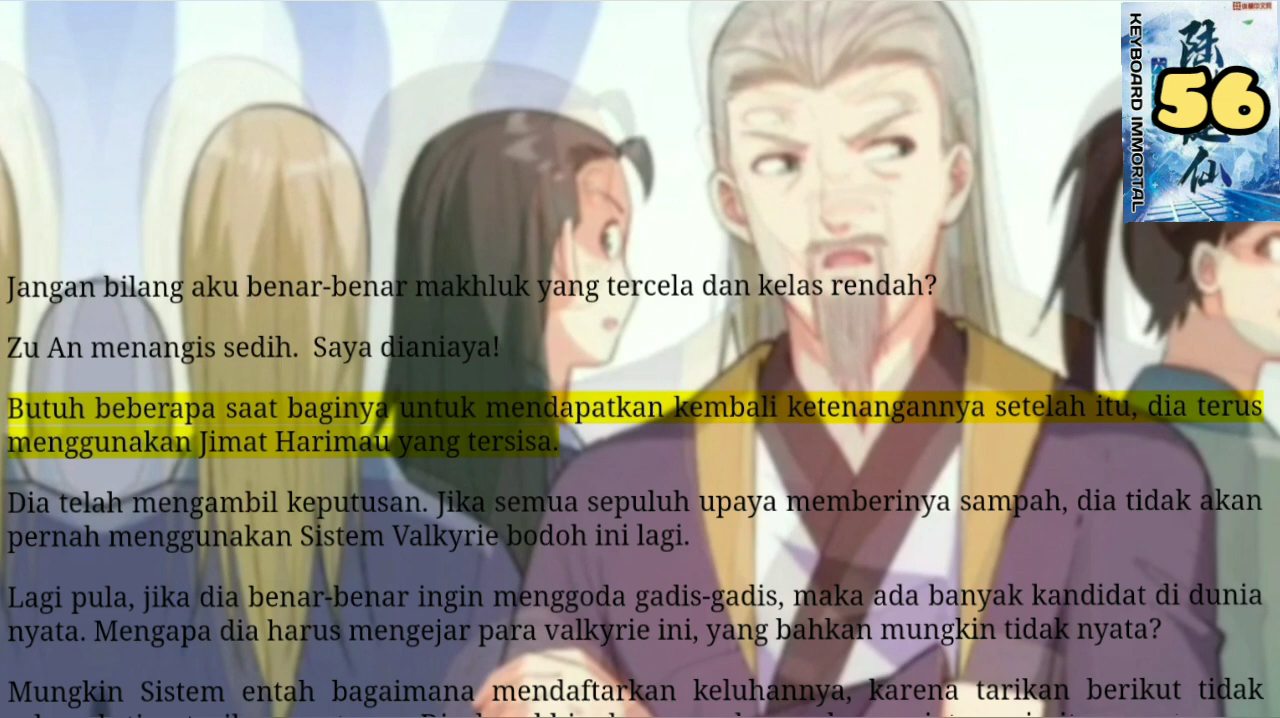 KEYBOARD IMMORTAL
56
Jangan bilang aku benar-benar makhluk yang tercela dan kelas rendah?
Zu An menangis sedih.  Saya dianiaya!
Butuh beberapa saat baginya untuk mendapatkan kembali ketenangannya setelah itu, dia terus
menggunakan Jimat Harimau yang tersisa.
Dia telah mengambil keputusan. Jika semua sepuluh upaya memberinya sampah, dia tidak akan
pernah menggunakan Sistem Valkyrie bodoh ini lagi.
Lagi pula, jika dia benar-benar ingin menggoda gadis-gadis, maka ada banyak kandidat di dunia
nyata. Mengapa dia harus mengejar para valkyrie ini, yang bahkan mungkin tidak nyata?
Mungkin Sistem entah bagaimana mendaftarkan keluhannya, karena tarikan berikut tidak